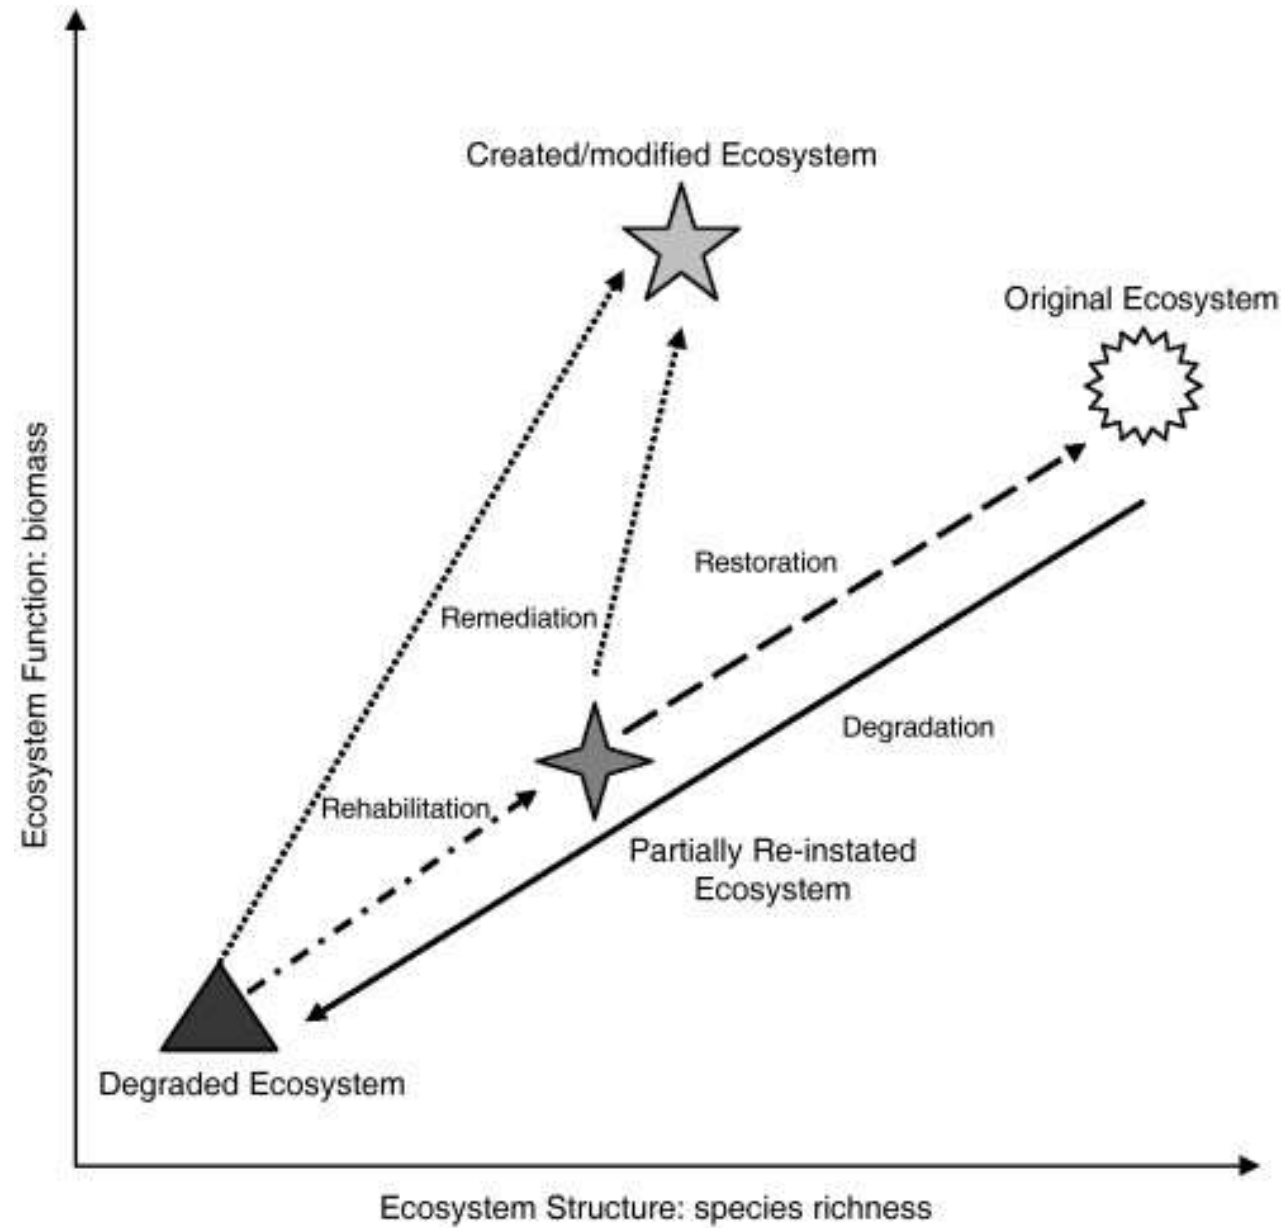 Created/modified Ecosystem
Original Ecosystem
Ecosystem Function: biomass
Restoration
Remediation
Degradation
Rehabilitation
Partially Re-instated
Ecosystem
Degraded Ecosystem
Ecosystem Structure: species richness